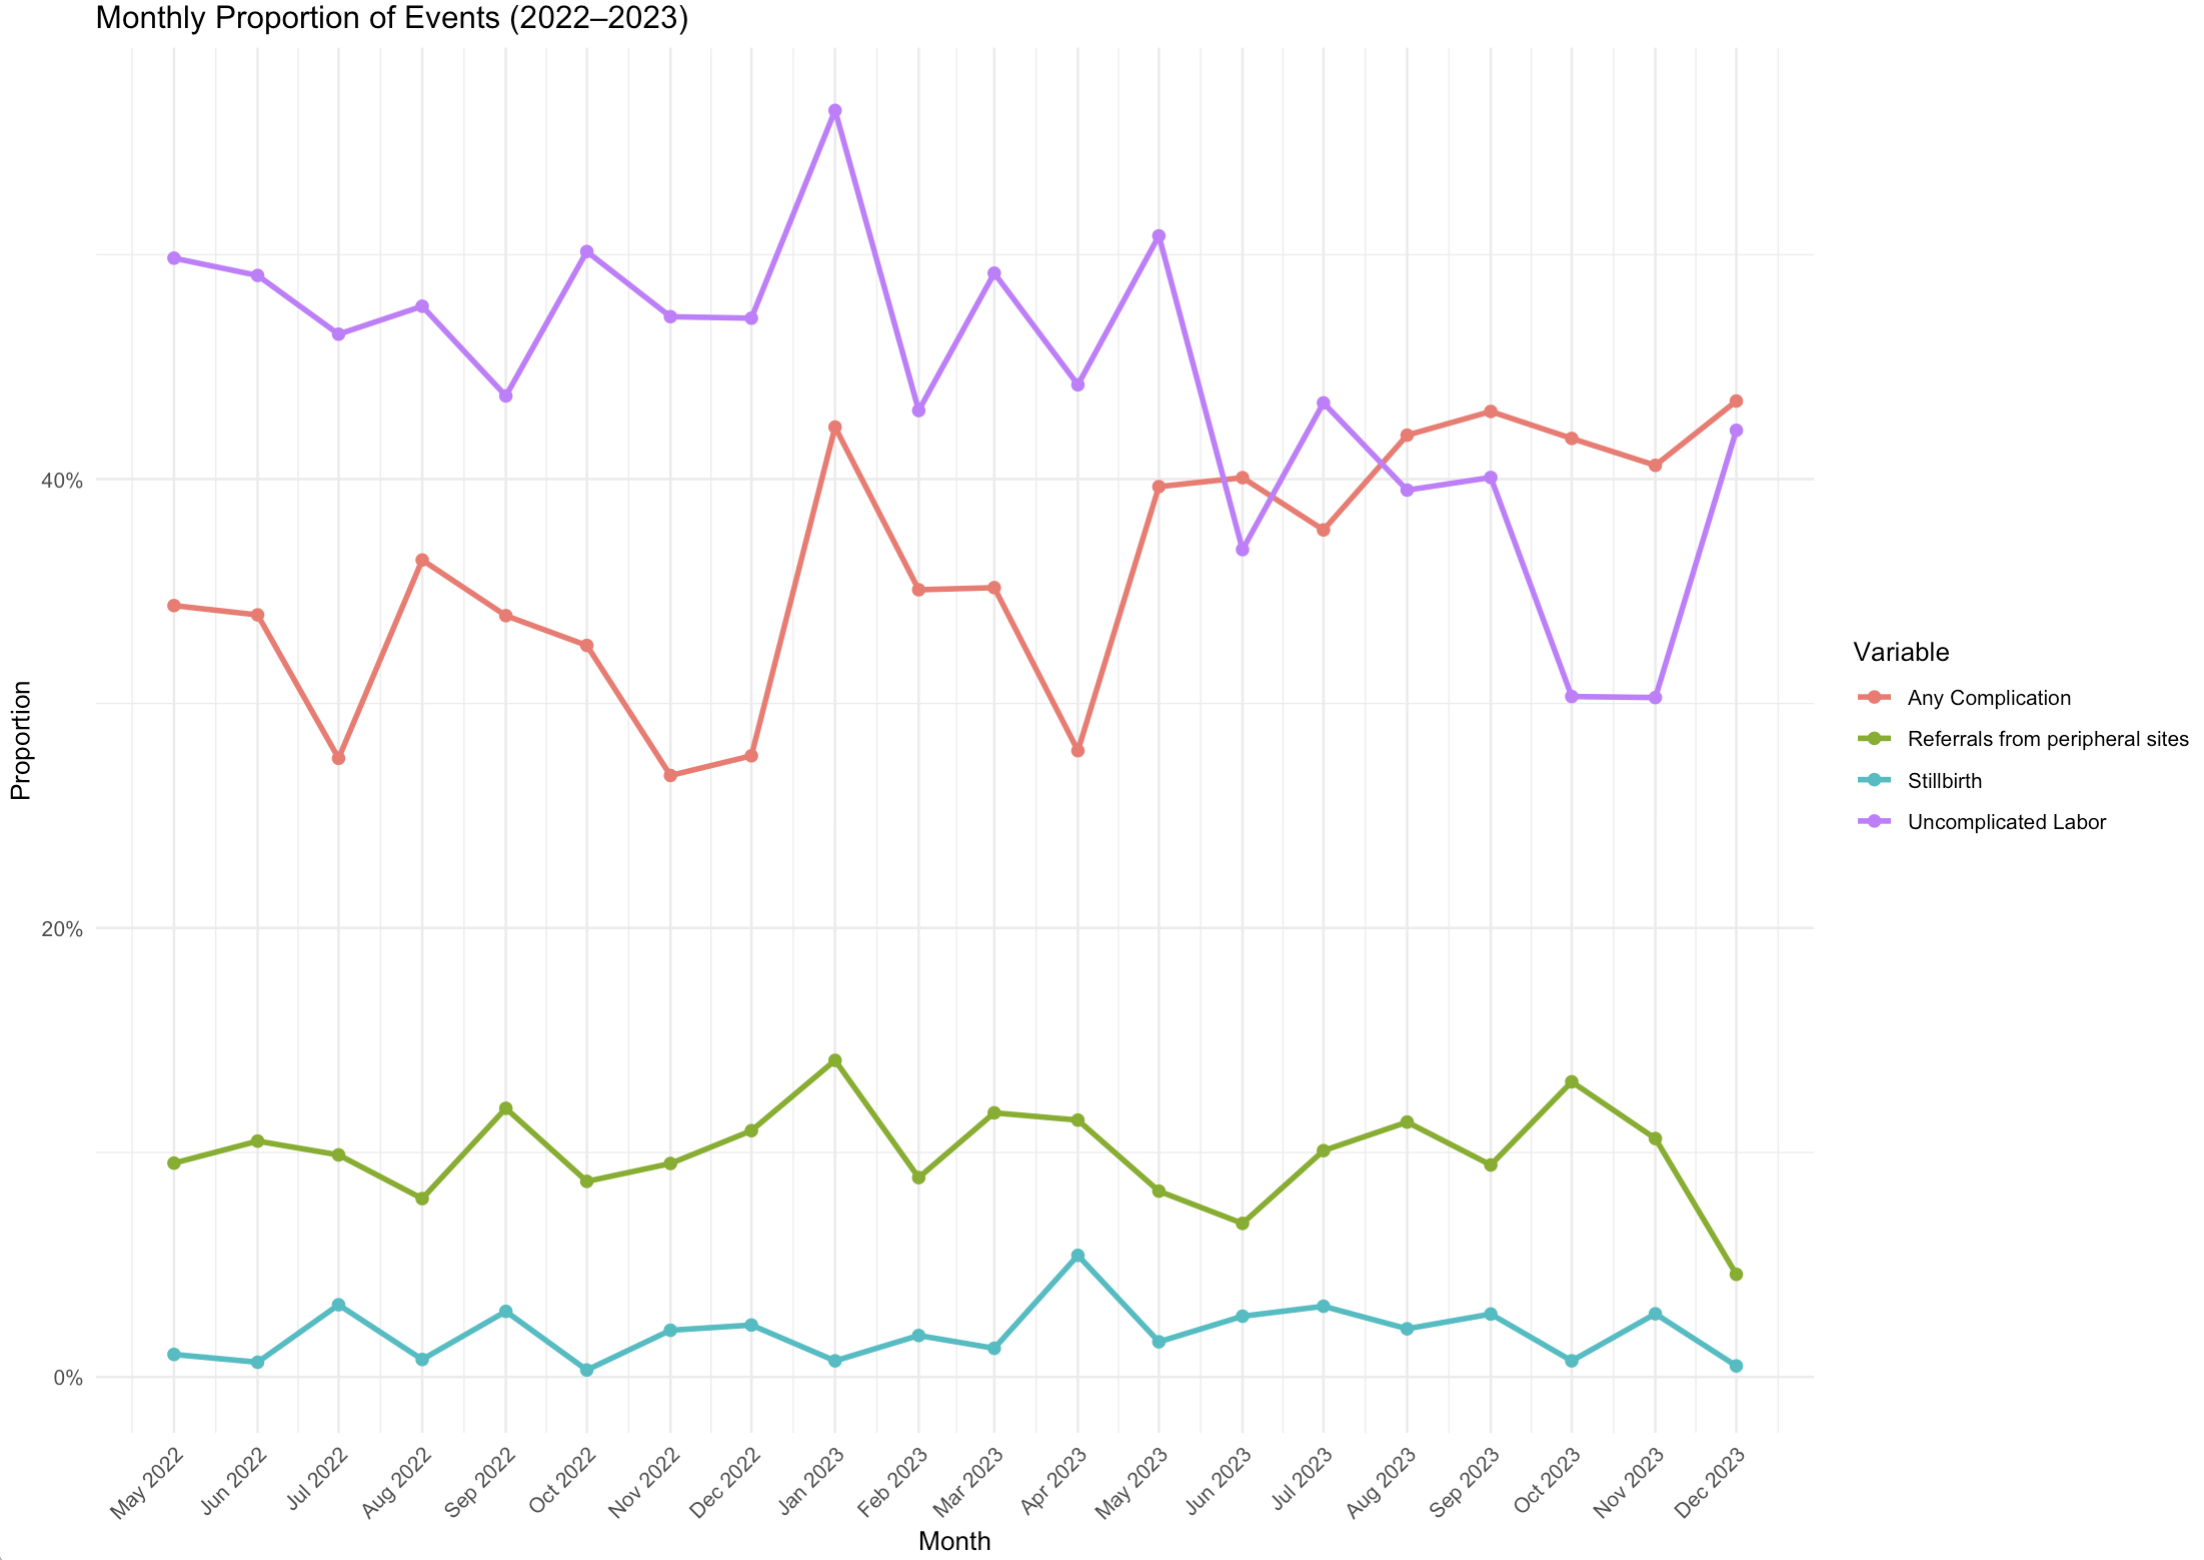 Monthly Proportion of Events (2022–2023)
Proportion
40%
20%
0%
May 2022
Jun 2022
Jul 2022
Aug 2022
Sep 2022
Oct 2022
Nov 2022
Dec 2022
Jan 2023
Feb 2023
Mar 2023
Apr 2023
May 2023
Jun 2023
Jul 2023
Aug 2023
Sep 2023
Oct 2023
Nov 2023
Dec 2023
Month
Variable
Any Complication
Referrals from peripheral sites
Stillbirth
Uncomplicated Labor